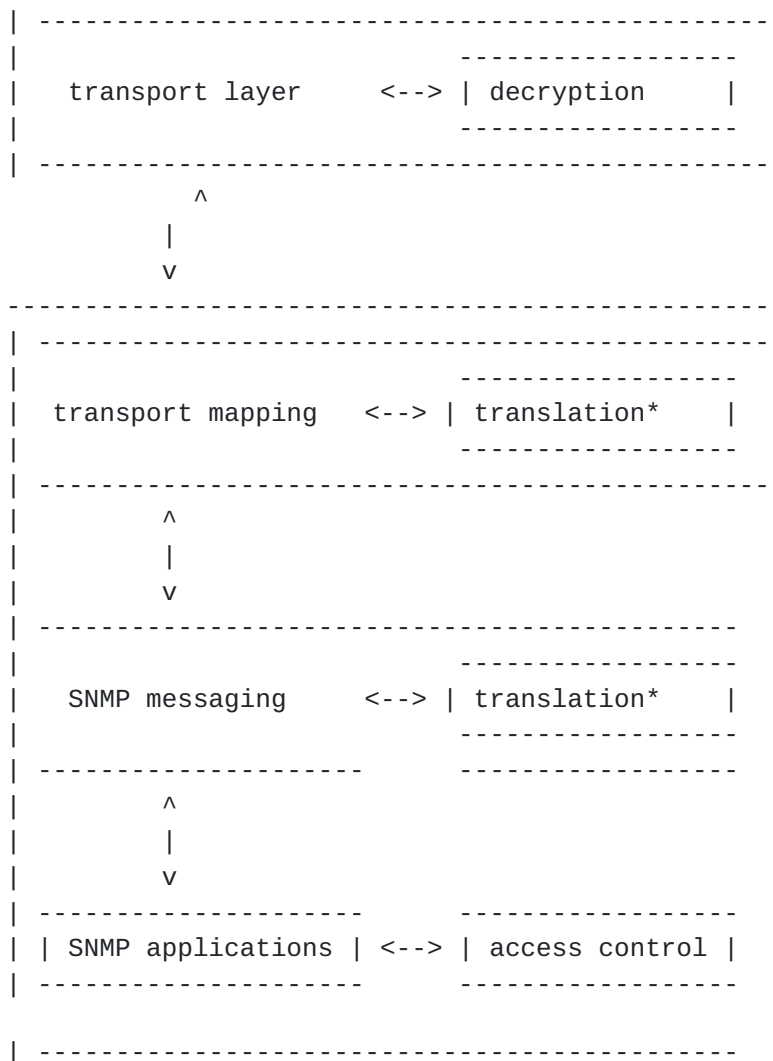 | -----------------------------------------------
|                            ------------------
|   transport layer     <--> | decryption     |
|                            ------------------
| -----------------------------------------------
            ^
          |
          v
-------------------------------------------------
| -----------------------------------------------
|                            ------------------
|  transport mapping   <--> | translation*    |
|                            ------------------
| -----------------------------------------------
|         ^
|         |
|         v
| ---------------------------------------------
|                            ------------------
|   SNMP messaging     <--> | translation*    |
|                            ------------------
| ---------------------      ------------------
|         ^
|         |
|         v
| ---------------------      ------------------
| | SNMP applications | <--> | access control |
| ---------------------      ------------------
| ---------------------------------------------